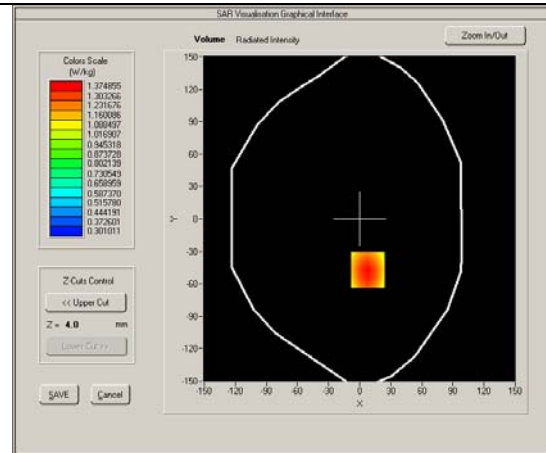 SAR Visualisation Graphical Interface
Volume Radiated Intensity
Zoom In/Out
Colors Scale
(W/kg)
1.374855
1.303266
1.231676
1.160086
1.088497
1.016907
0.945318
0.873728
0.802139
0.730549
0.658959
0.587370
0.515780
0.444191
0.372601
0.301011
Z Cuts Control
<< Upper Cut
Z = 4.0 mm
Lower Cut >>
SAVE Cancel
150
120
90
60
30
0
-30
-60
-90
-120
-150
Y
-150 -120 -90 -60 -30 0 30 60 90 120 150
X